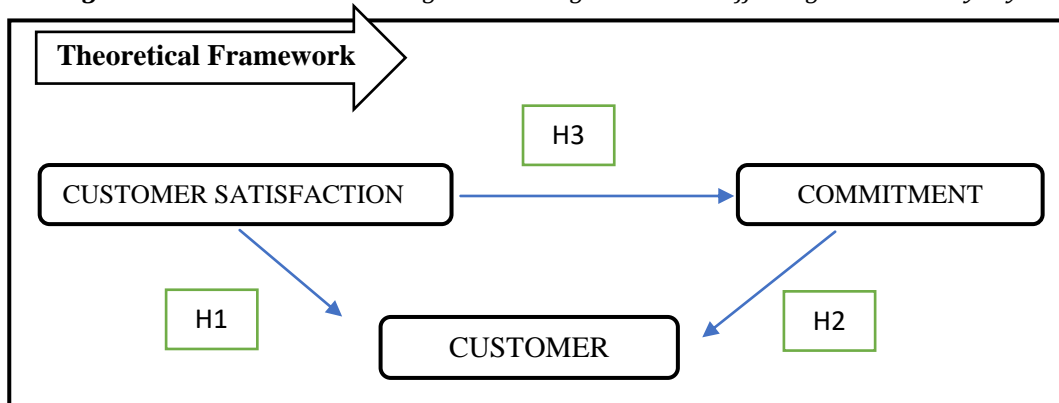 Theoretical Framework
H3
CUSTOMER SATISFACTION
COMMITMENT
H1
H2
CUSTOMER